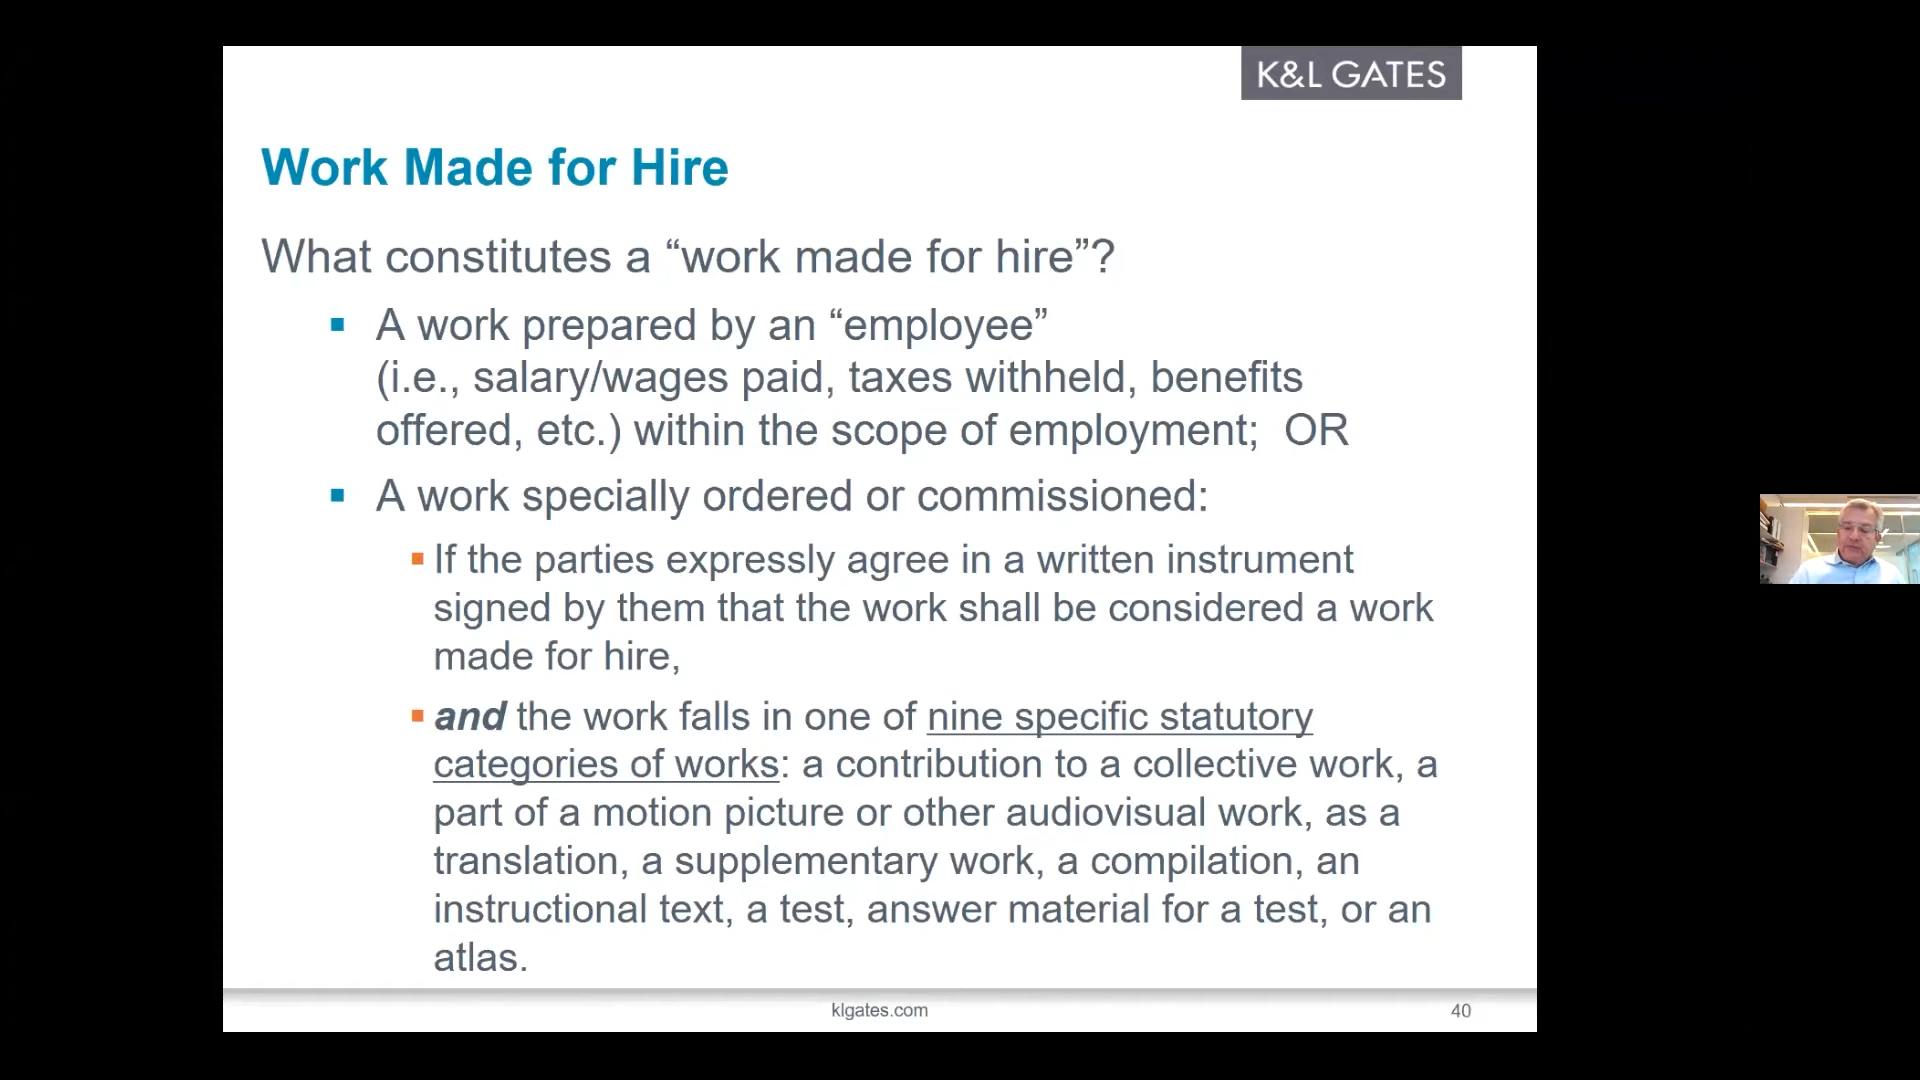 K&L GATES
Work Made for Hire
What constitutes a “work made for hire”?
A work prepared by an “employee”
(i.e., salary/wages paid, taxes withheld, benefits
offered, etc.) within the scope of employment;  OR
A work specially ordered or commissioned:
If the parties expressly agree in a written instrument
signed by them that the work shall be considered a work
made for hire,
and the work falls in one of nine specific statutory
categories of works: a contribution to a collective work, a
part of a motion picture or other audiovisual work, as a
translation, a supplementary work, a compilation, an
instructional text, a test, answer material for a test, or an
atlas.
klgates.com
40